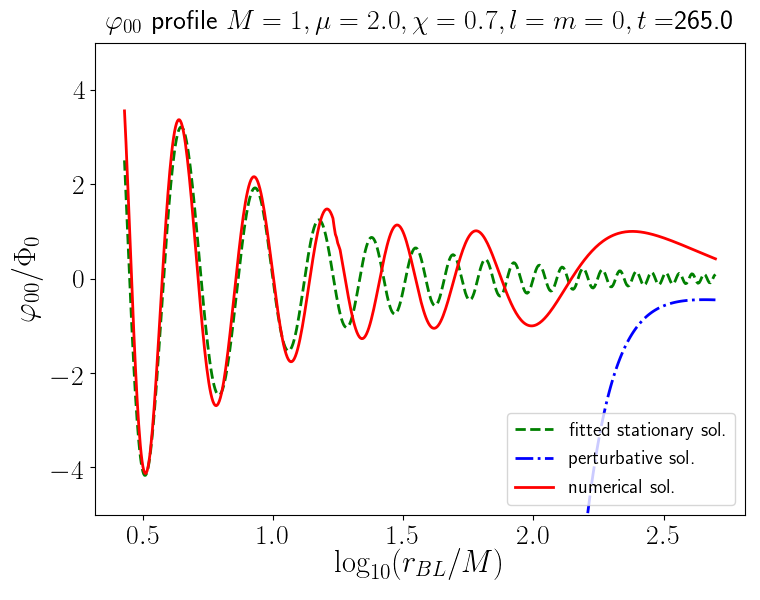 φ₀₀ profile M = 1, μ = 2.0, χ = 0.7, l = m = 0, t =265.0
φ₀₀/Φ₀
4
2
0
−2
−4
fitted stationary sol.
perturbative sol.
numerical sol.
0.5 1.0 1.5 2.0 2.5
log₁₀(r_BL/M)